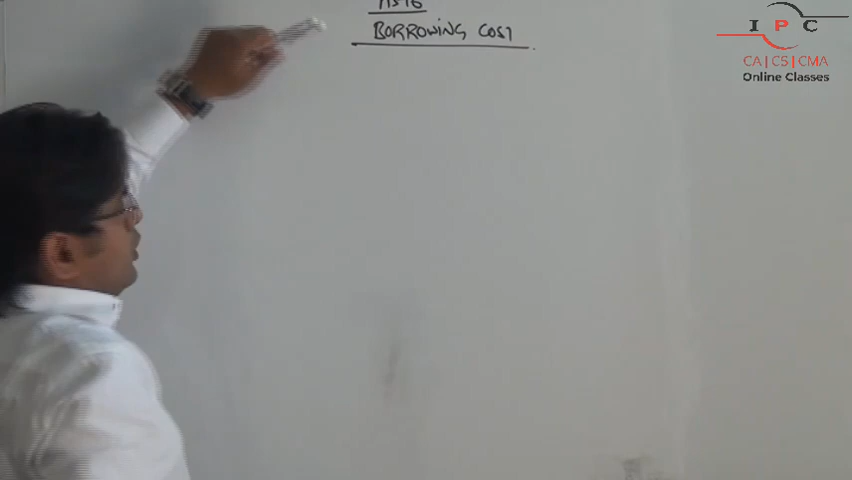 AS 16
BORROWING COST
I P C
CA|CS|CMA
Online Classes